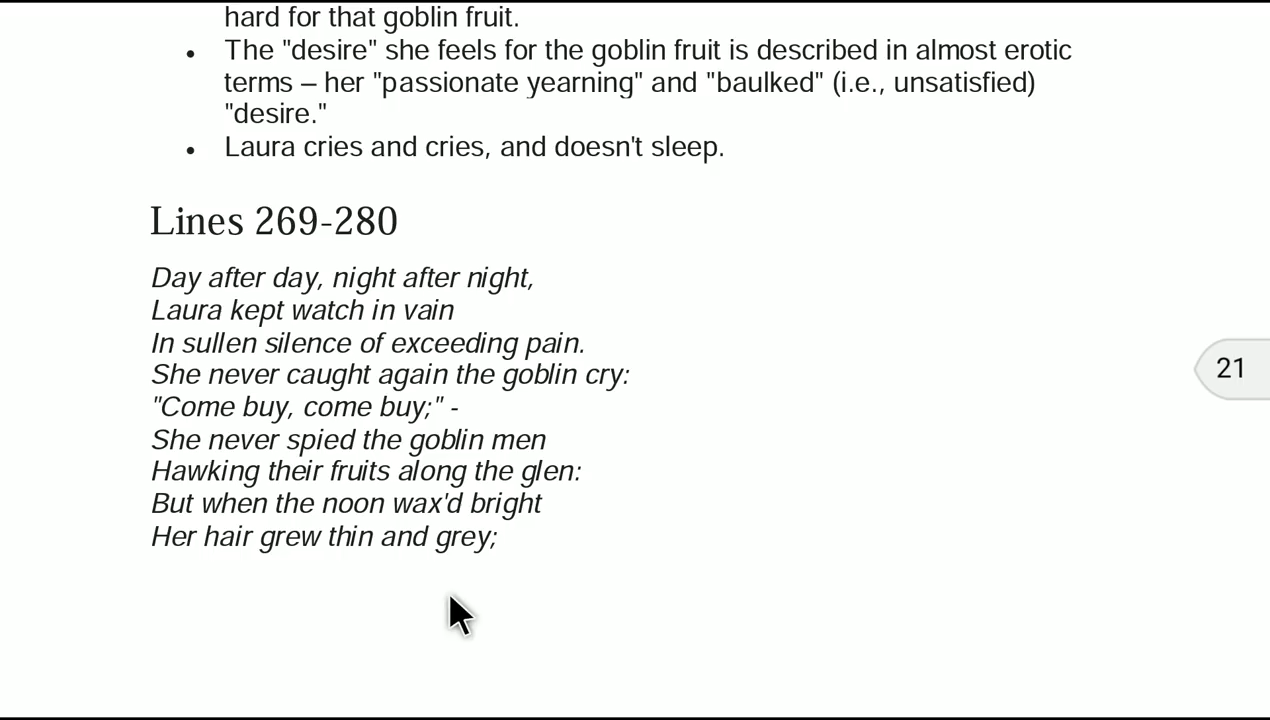 hard for that goblin fruit.
• The "desire" she feels for the goblin fruit is described in almost erotic
terms – her "passionate yearning" and "baulked" (i.e., unsatisfied)
"desire."
• Laura cries and cries, and doesn't sleep.
Lines 269-280
Day after day, night after night,
Laura kept watch in vain
In sullen silence of exceeding pain.
She never caught again the goblin cry:
"Come buy, come buy;" -
She never spied the goblin men
Hawking their fruits along the glen:
But when the noon wax'd bright
Her hair grew thin and grey;
21